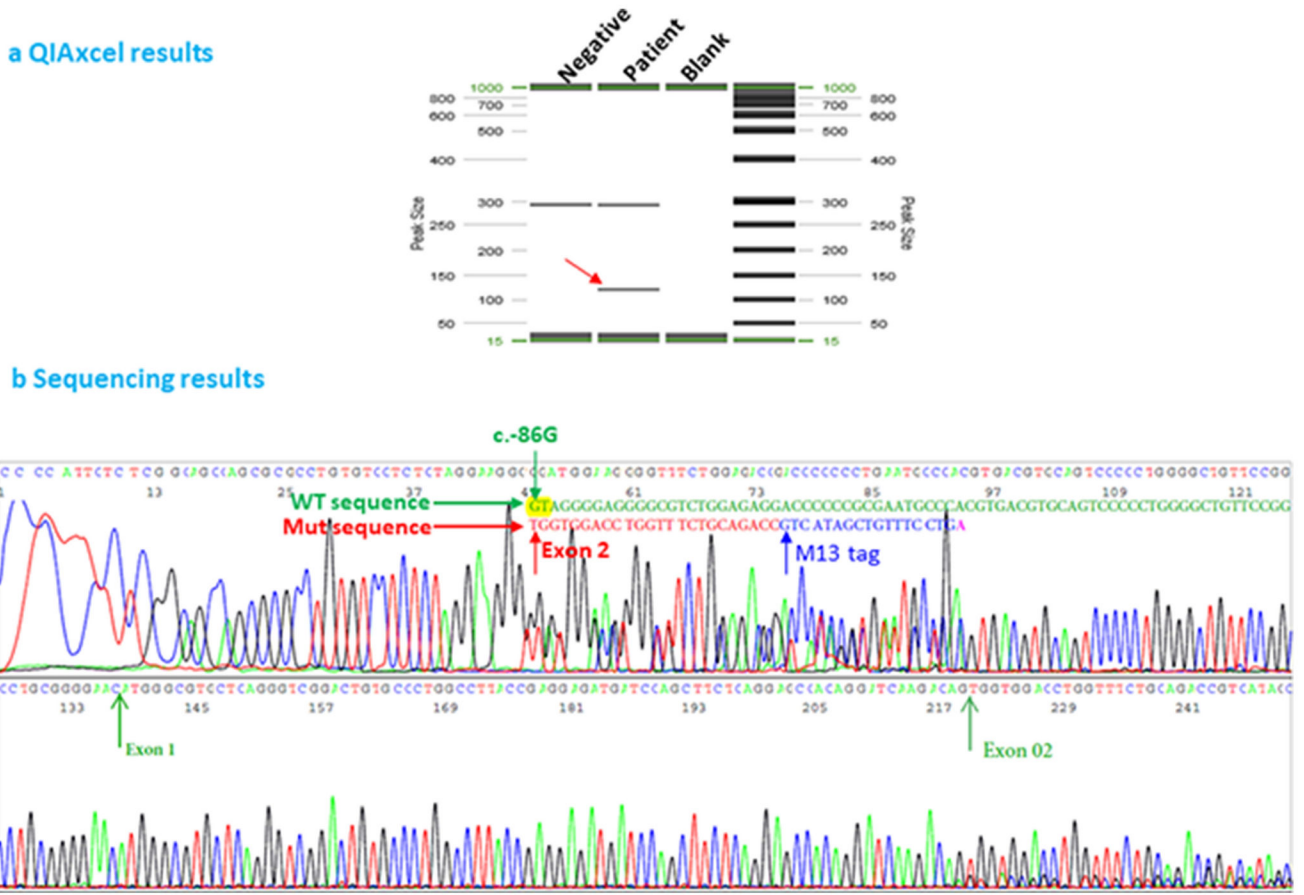 a QIAxcel results
Negative Patient Blank
1000 1000
800 800
700 700
600 600
500 500
400 400
300 300
250 250
200 200
150 150
100 100
50 50
15 15
Peak Size
Peak Size
b Sequencing results
c.-86G
13 25 37 49 61 73 85 97 109 121
WT sequence GTAGGGGAGGGGCGTCTGGAGAGGACCCCCCGCGAATGCC
Mut sequence TGGTGGACC TGGTT TCTGCAGACCGTC ATAGCTGTTTC CTGA
Exon 2
M13 tag
CCTGCGGGGAACATGGGCGTCCTCAGGGTCGGACTGTGCCCTGGCCTTACCGAGGAGATGATCCAGCTTCTCAGGACCCACAGGATCAAGACAGTGGTGGACCTGGTTTCTGCAGACCGTCATACC
133 145 157 169 181 193 205 217 229 241
Exon 1
Exon 02